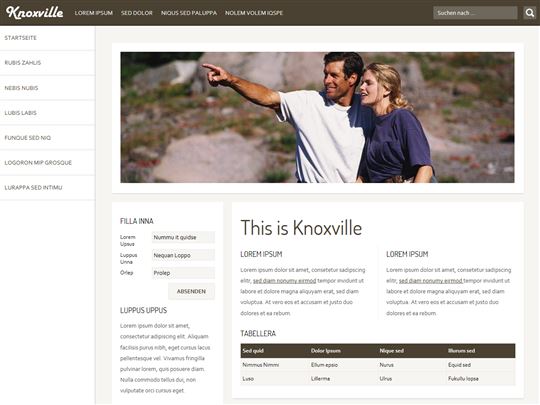 Knoxville
LOREM IPSUM SED DOLOR NIQUS SED PALUPPA NOLEM VOLEM IQSPE
Suchen nach ...
STARTSEITE
RUBIS ZAHLIS
NEBIS NUBIS
LUBIS LABIS
FUNQUE SED NIQ
LOGORON MIP GROSQUE
LURAPPA SED INTIMU
FILLA INNA
Lorem Upsus
Nummu it quidse
Luppus Unna
Nequan Loppo
Orlep
Prolep
ABSENDEN
LUPPUS UPPUS
Lorem ipsum dolor sit amet,
consectetur adipiscing elit. Aliquam
facilisis purus nibh, eget cursus lacus
pellentesque vel. Vivamus fringilla
pulvinar lorem, quis posuere diam.
Nulla commodo tellus dui, non
vulputate orci cursus eget.
This is Knoxville
LOREM IPSUM
Lorem ipsum dolor sit amet, consetetur sadipscing
elitr, sed diam nonumy eirmod tempor invidunt ut
labore et dolore magna aliquyam erat, sed diam
voluptua. At vero eos et accusam et justo duo
dolores et ea rebum.
LOREM IPSUM
Lorem ipsum dolor sit amet, consetetur sadipscing
elitr, sed diam nonumy eirmod tempor invidunt ut
labore et dolore magna aliquyam erat, sed diam
voluptua. At vero eos et accusam et justo duo
dolores et ea rebum.
TABELLERA
Sed quid Dolor Ipsum Nique sed Illorum sed
Nimmus Nimmi Ellum epsio Nurus Equid sed
Luso Lillerma Ulrus Fukullu lopsa